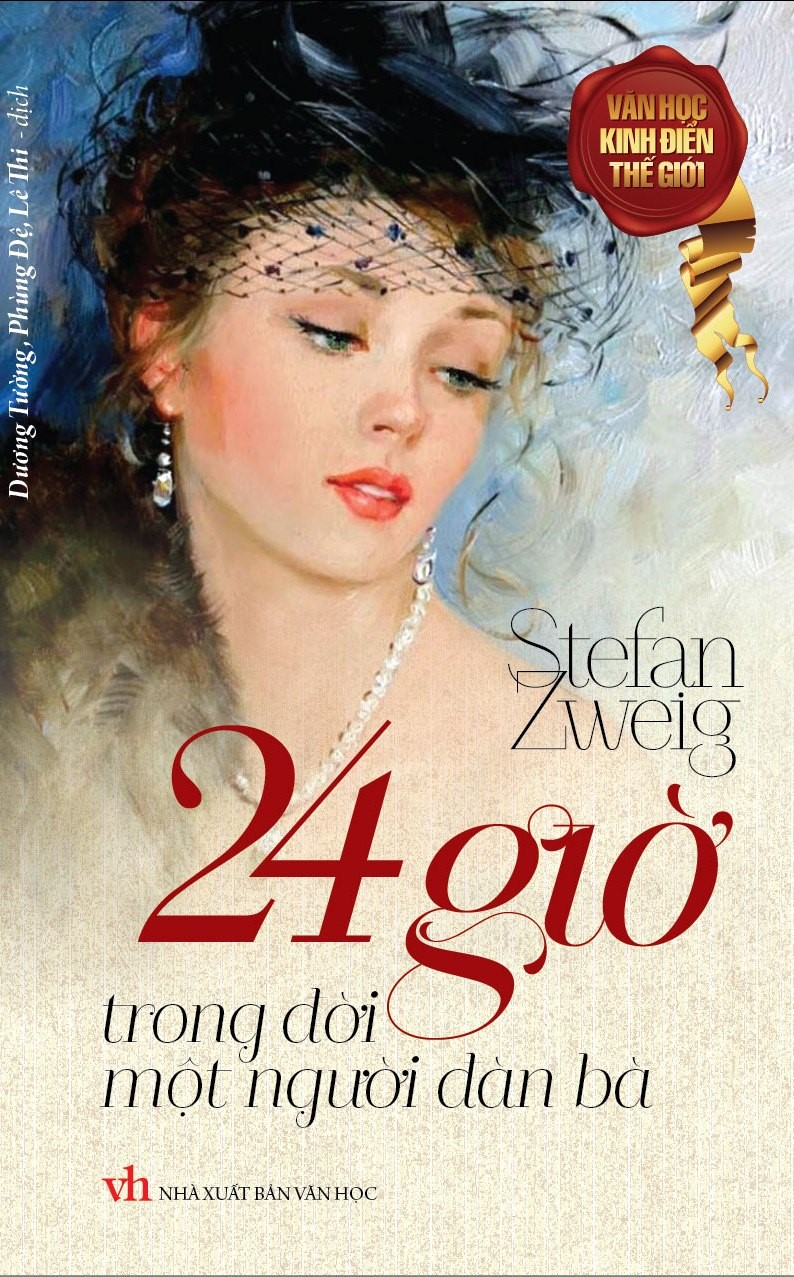 Dương Tường, Phùng Đệ, Lê Thi - dịch
VĂN HỌC
KINH ĐIỂN
THẾ GIỚI
Stefan
Zweig
24 giờ
trong đời
một người đàn bà
vh NHÀ XUẤT BẢN VĂN HỌC